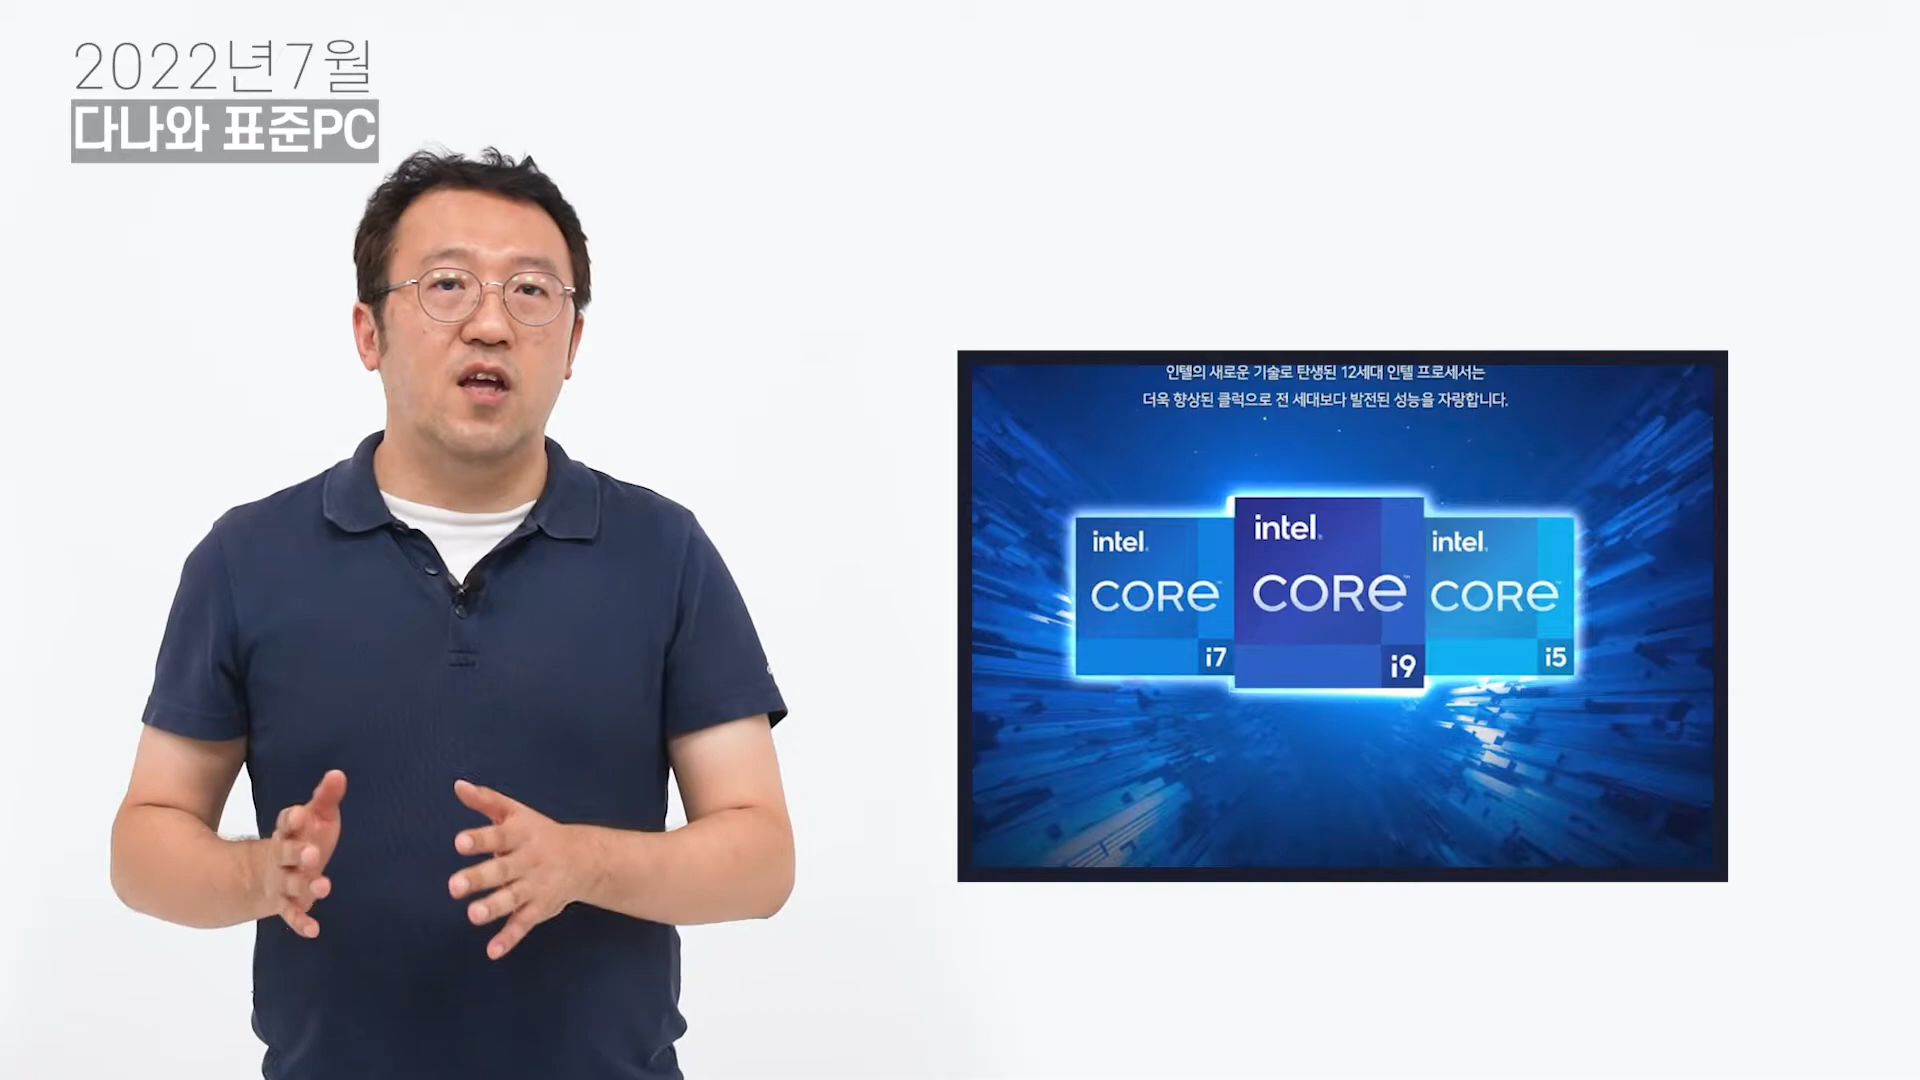 2022년7월
다나와 표준PC
인텔의 새로운 기술로 탄생된 12세대 인텔 프로세서는
더욱 향상된 클럭으로 전 세대보다 발전된 성능을 자랑합니다.
intel.
CORE™
i7
intel.
CORE™
i9
intel.
CORE™
i5